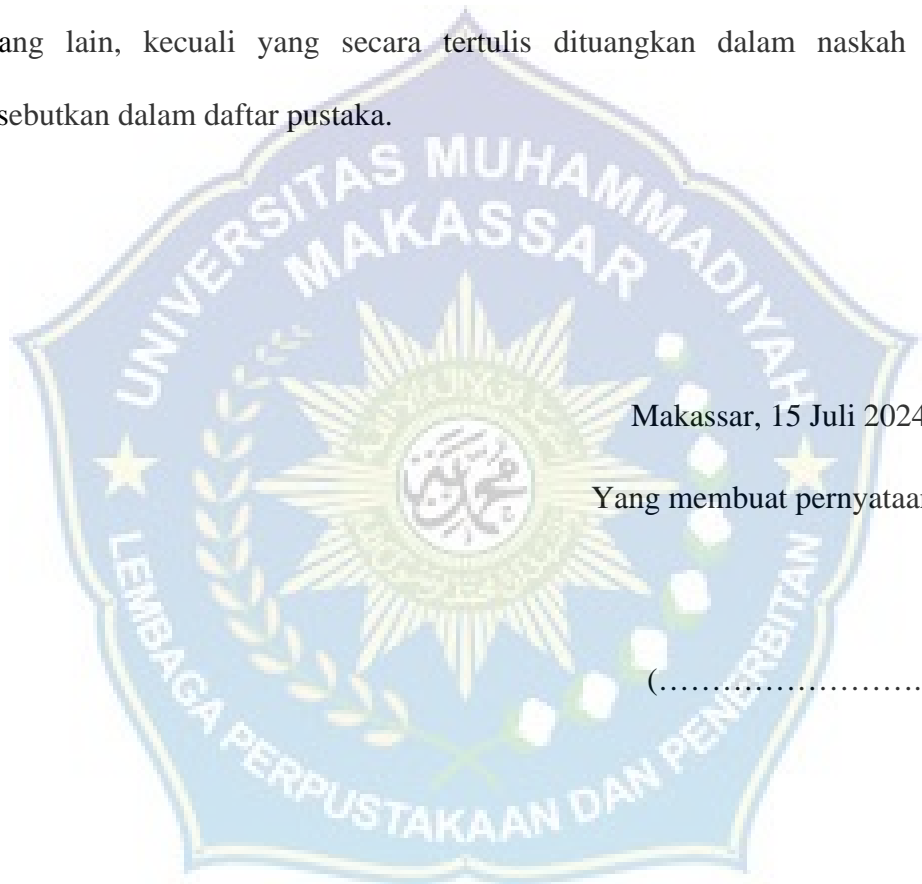 ang lain, kecuali yang secara tertulis dituangkan dalam naskah
sebutkan dalam daftar pustaka.
UNIVERSITAS MUHAMMADIYAH
MAKASSAR
Makassar, 15 Juli 2024
Yang membuat pernyataan
(……………………
LEMBAGA PERPUSTAKAAN DAN PENERBITAN